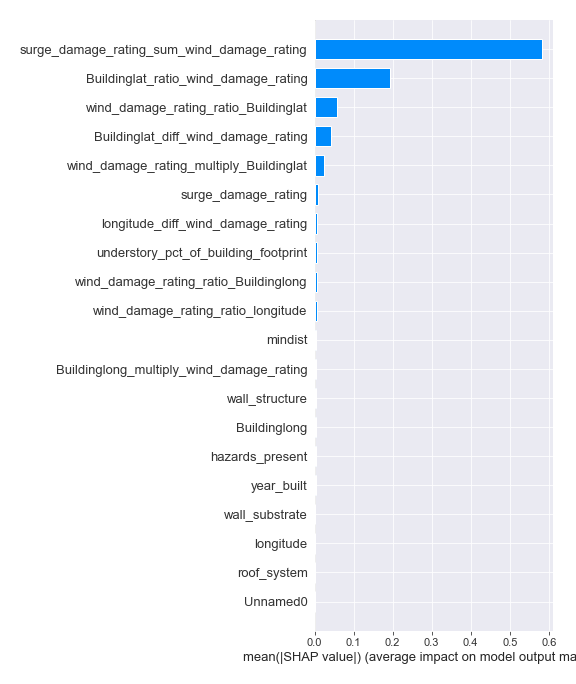 surge_damage_rating_sum_wind_damage_rating
Buildinglat_ratio_wind_damage_rating
wind_damage_rating_ratio_Buildinglat
Buildinglat_diff_wind_damage_rating
wind_damage_rating_multiply_Buildinglat
surge_damage_rating
longitude_diff_wind_damage_rating
understory_pct_of_building_footprint
wind_damage_rating_ratio_Buildinglong
wind_damage_rating_ratio_longitude
mindist
Buildinglong_multiply_wind_damage_rating
wall_structure
Buildinglong
hazards_present
year_built
wall_substrate
longitude
roof_system
Unnamed0
0.0 0.1 0.2 0.3 0.4 0.5 0.6
mean(|SHAP value|) (average impact on model output ma